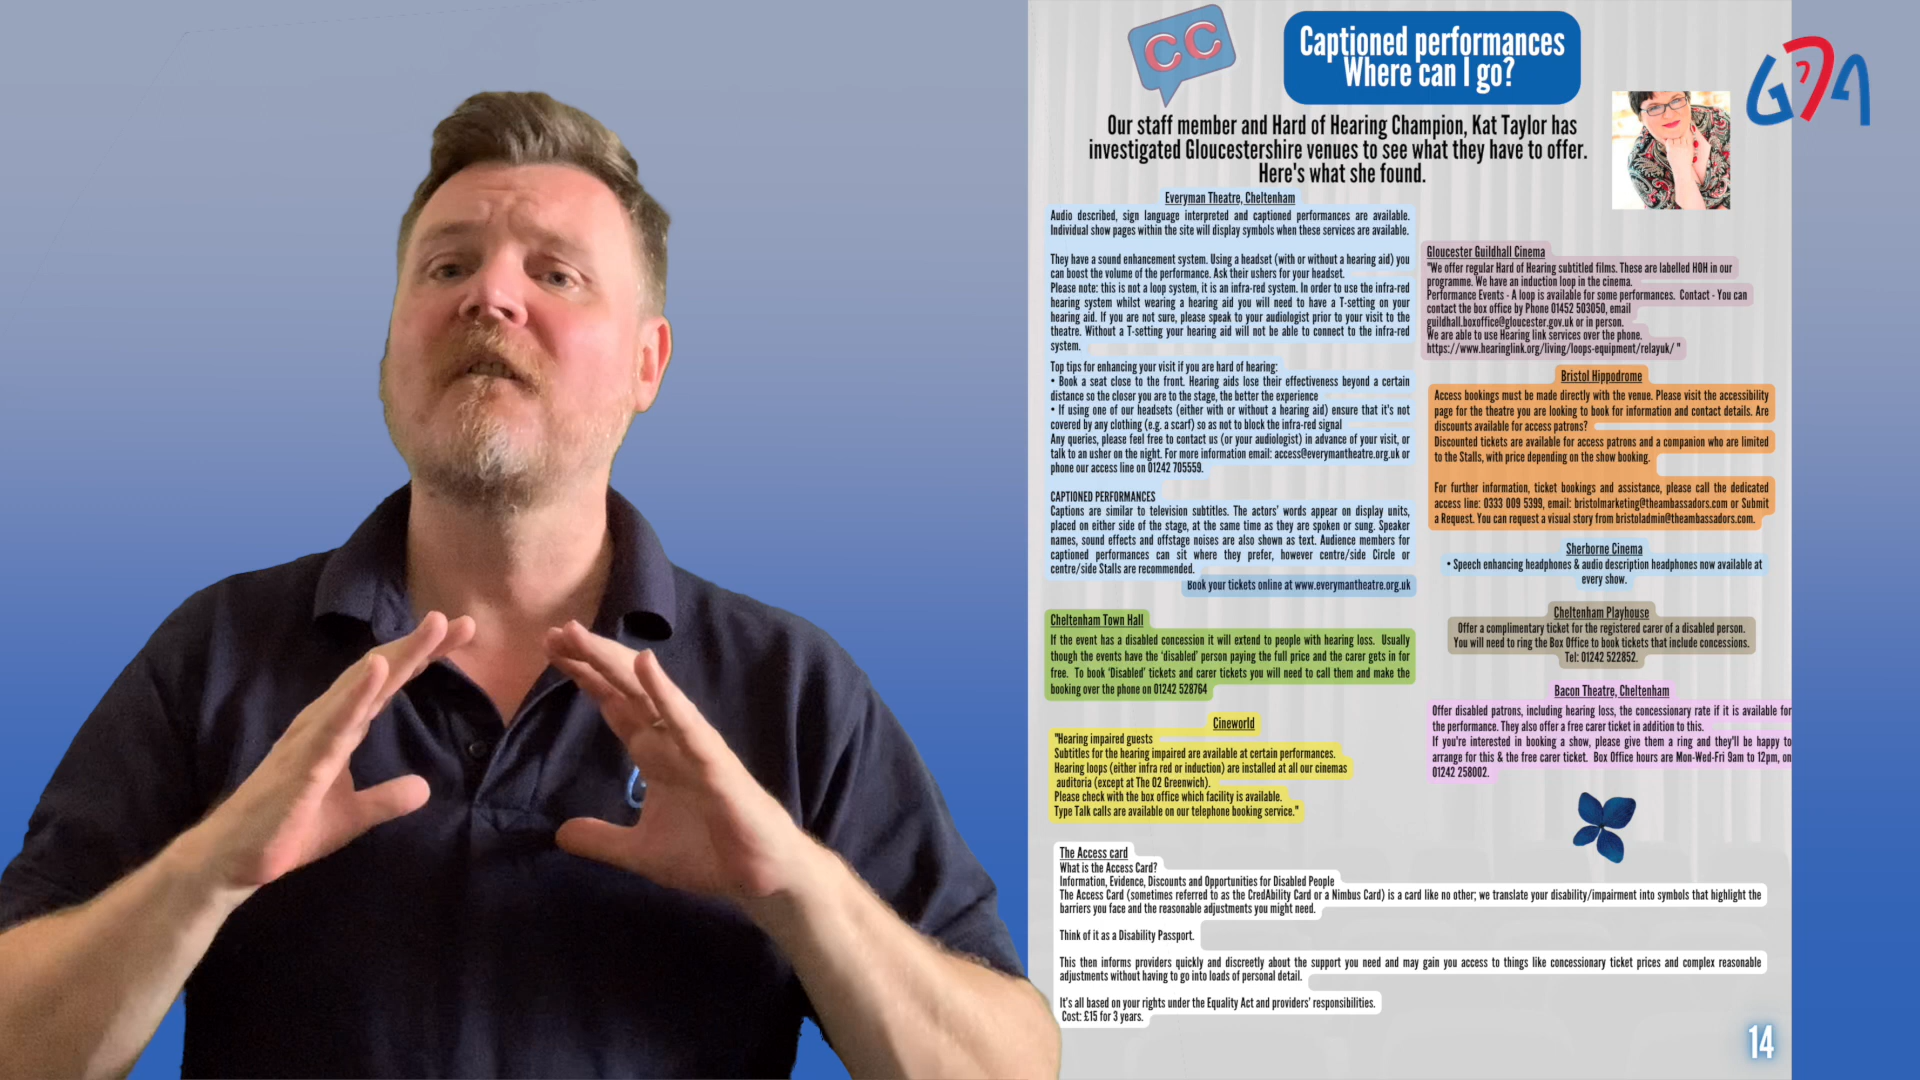 CC
Captioned performances
Where can I go?
GDA
Our staff member and Hard of Hearing Champion, Kat Taylor has
investigated Gloucestershire venues to see what they have to offer.
Here's what she found.
Everyman Theatre, Cheltenham
Audio described, sign language interpreted and captioned performances are available.
Individual show pages within the site will display symbols when these services are available.
They have a sound enhancement system. Using a headset (with or without a hearing aid) you
can boost the volume of the performance. Ask their ushers for your headset.
Please note: this is not a loop system, it is an infra-red system. In order to use the infra-red
hearing system whilst wearing a hearing aid you will need to have a T-setting on your
hearing aid. If you are not sure, please speak to your audiologist prior to your visit to the
theatre. Without a T-setting your hearing aid will not be able to connect to the infra-red
system.
Top tips for enhancing your visit if you are hard of hearing:
• Book a seat close to the front. Hearing aids lose their effectiveness beyond a certain
distance so the closer you are to the stage, the better the experience
• If using one of our headsets (either with or without a hearing aid) ensure that it's not
covered by any clothing (e.g. a scarf) so as not to block the infra-red signal
Any queries, please feel free to contact us (or your audiologist) in advance of your visit, or
talk to an usher on the night. For more information email: access@everymantheatre.org.uk or
phone our access line on 01242 705559.
CAPTIONED PERFORMANCES
Captions are similar to television subtitles. The actors' words appear on display units,
placed on either side of the stage, at the same time as they are spoken or sung. Speaker
names, sound effects and offstage noises are also shown as text. Audience members for
captioned performances can sit where they prefer, however centre/side Circle or
centre/side Stalls are recommended.
Book your tickets online at www.everymantheatre.org.uk
Cheltenham Town Hall
If the event has a disabled concession it will extend to people with hearing loss. Usually
though the events have the 'disabled' person paying the full price and the carer gets in for
free. To book 'Disabled' tickets and carer tickets you will need to call them and make the
booking over the phone on 01242 528764
Cineworld
"Hearing impaired guests
Subtitles for the hearing impaired are available at certain performances.
Hearing loops (either infra red or induction) are installed at all our cinemas
auditoria (except at The O2 Greenwich).
Please check with the box office which facility is available.
Type Talk calls are available on our telephone booking service."
Gloucester Guildhall Cinema
"We offer regular Hard of Hearing subtitled films. These are labelled HOH in our
programme. We have an induction loop in the cinema.
Performance Events - A loop is available for some performances. Contact - You can
contact the box office by Phone 01452 503050, email
guildhall.boxoffice@gloucester.gov.uk or in person.
We are able to use Hearing link services over the phone.
https://www.hearinglink.org/living/loops-equipment/relayuk/ "
Bristol Hippodrome
Access bookings must be made directly with the venue. Please visit the accessibility
page for the theatre you are looking to book for information and contact details. Are
discounts available for access patrons?
Discounted tickets are available for access patrons and a companion who are limited
to the Stalls, with price depending on the show booking.
For further information, ticket bookings and assistance, please call the dedicated
access line: 0333 009 5399, email: bristolmarketing@theambassadors.com or Submit
a Request. You can request a visual story from bristoladmin@theambassadors.com.
Sherborne Cinema
• Speech enhancing headphones & audio description headphones now available at
every show.
Cheltenham Playhouse
Offer a complimentary ticket for the registered carer of a disabled person.
You will need to ring the Box Office to book tickets that include concessions.
Tel: 01242 522852.
Bacon Theatre, Cheltenham
Offer disabled patrons, including hearing loss, the concessionary rate if it is available for
the performance. They also offer a free carer ticket in addition to this.
If you're interested in booking a show, please give them a ring and they'll be happy to
arrange for this & the free carer ticket. Box Office hours are Mon-Wed-Fri 9am to 12pm, on
01242 258002.
The Access card
What is the Access Card?
Information, Evidence, Discounts and Opportunities for Disabled People
The Access Card (sometimes referred to as the CredAbility Card or a Nimbus Card) is a card like no other; we translate your disability/impairment into symbols that highlight the
barriers you face and the reasonable adjustments you might need.
Think of it as a Disability Passport.
This then informs providers quickly and discreetly about the support you need and may gain you access to things like concessionary ticket prices and complex reasonable
adjustments without having to go into loads of personal detail.
It's all based on your rights under the Equality Act and providers' responsibilities.
Cost: £15 for 3 years.
14